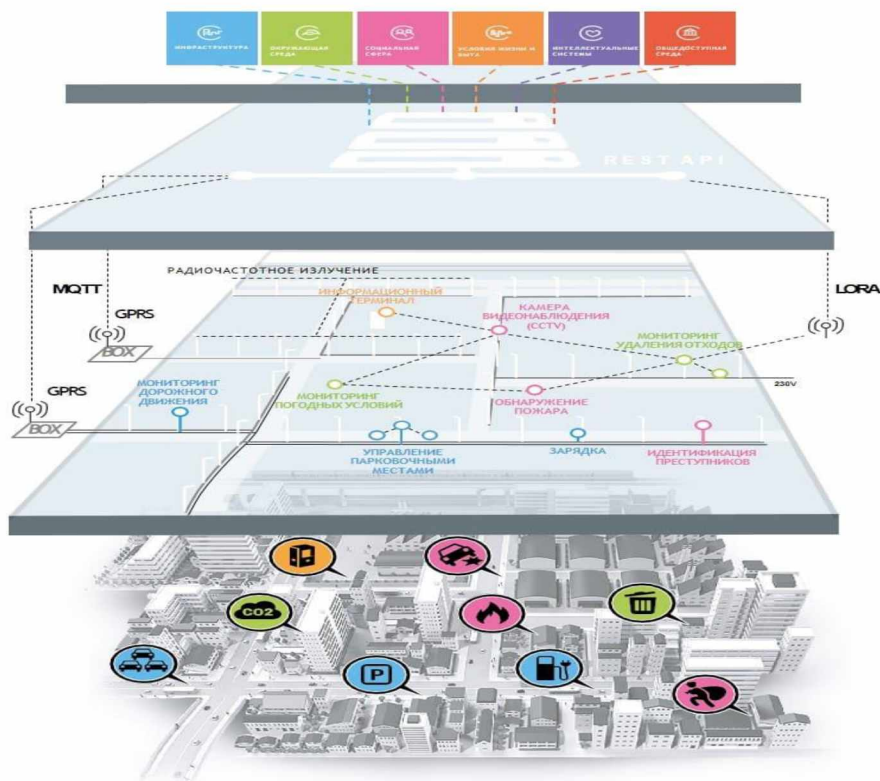 ИНФРАСТРУКТУРА
ОКРУЖАЮЩАЯ
СРЕДА
СОЦИАЛЬНАЯ
СФЕРА
УСЛОВИЯ ЖИЗНИ И
БЫТА
ИНТЕЛЛЕКТУАЛЬНЫЕ
СИСТЕМЫ
ОБЩЕДОСТУПНАЯ
СРЕДА
REST API
РАДИОЧАСТОТНОЕ ИЗЛУЧЕНИЕ
MQTT
GPRS
BOX
LORA
ИНФОРМАЦИОННЫЙ
ТЕРМИНАЛ
КАМЕРА
ВИДЕОНАБЛЮДЕНИЯ
(CCTV)
МОНИТОРИНГ
УДАЛЕНИЯ ОТХОДОВ
230V
GPRS
BOX
МОНИТОРИНГ
ДОРОЖНОГО
ДВИЖЕНИЯ
МОНИТОРИНГ
ПОГОДНЫХ УСЛОВИЙ
ОБНАРУЖЕНИЕ
ПОЖАРА
УПРАВЛЕНИЕ
ПАРКОВОЧНЫМИ
МЕСТАМИ
ЗАРЯДКА
ИДЕНТИФИКАЦИЯ
ПРЕСТУПНИКОВ
CO2
P